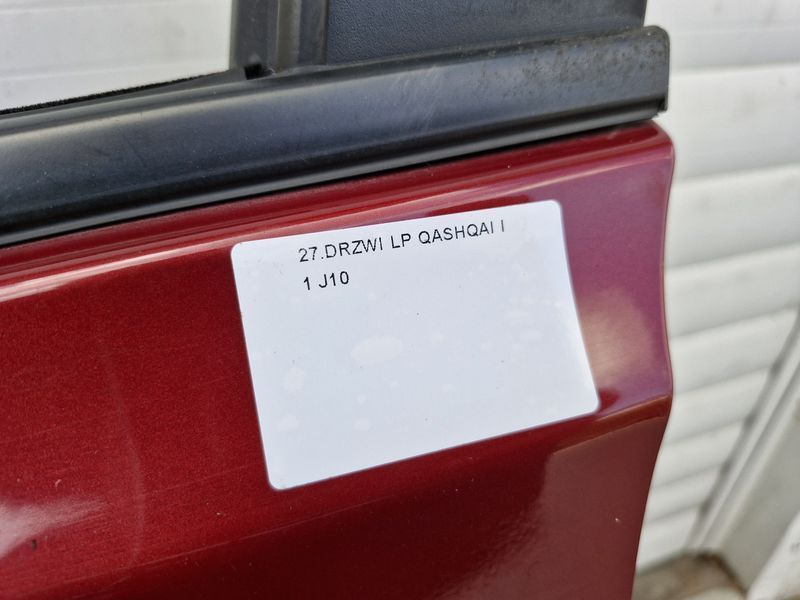 27.DRZWI LP QASHQAI I
1 J10